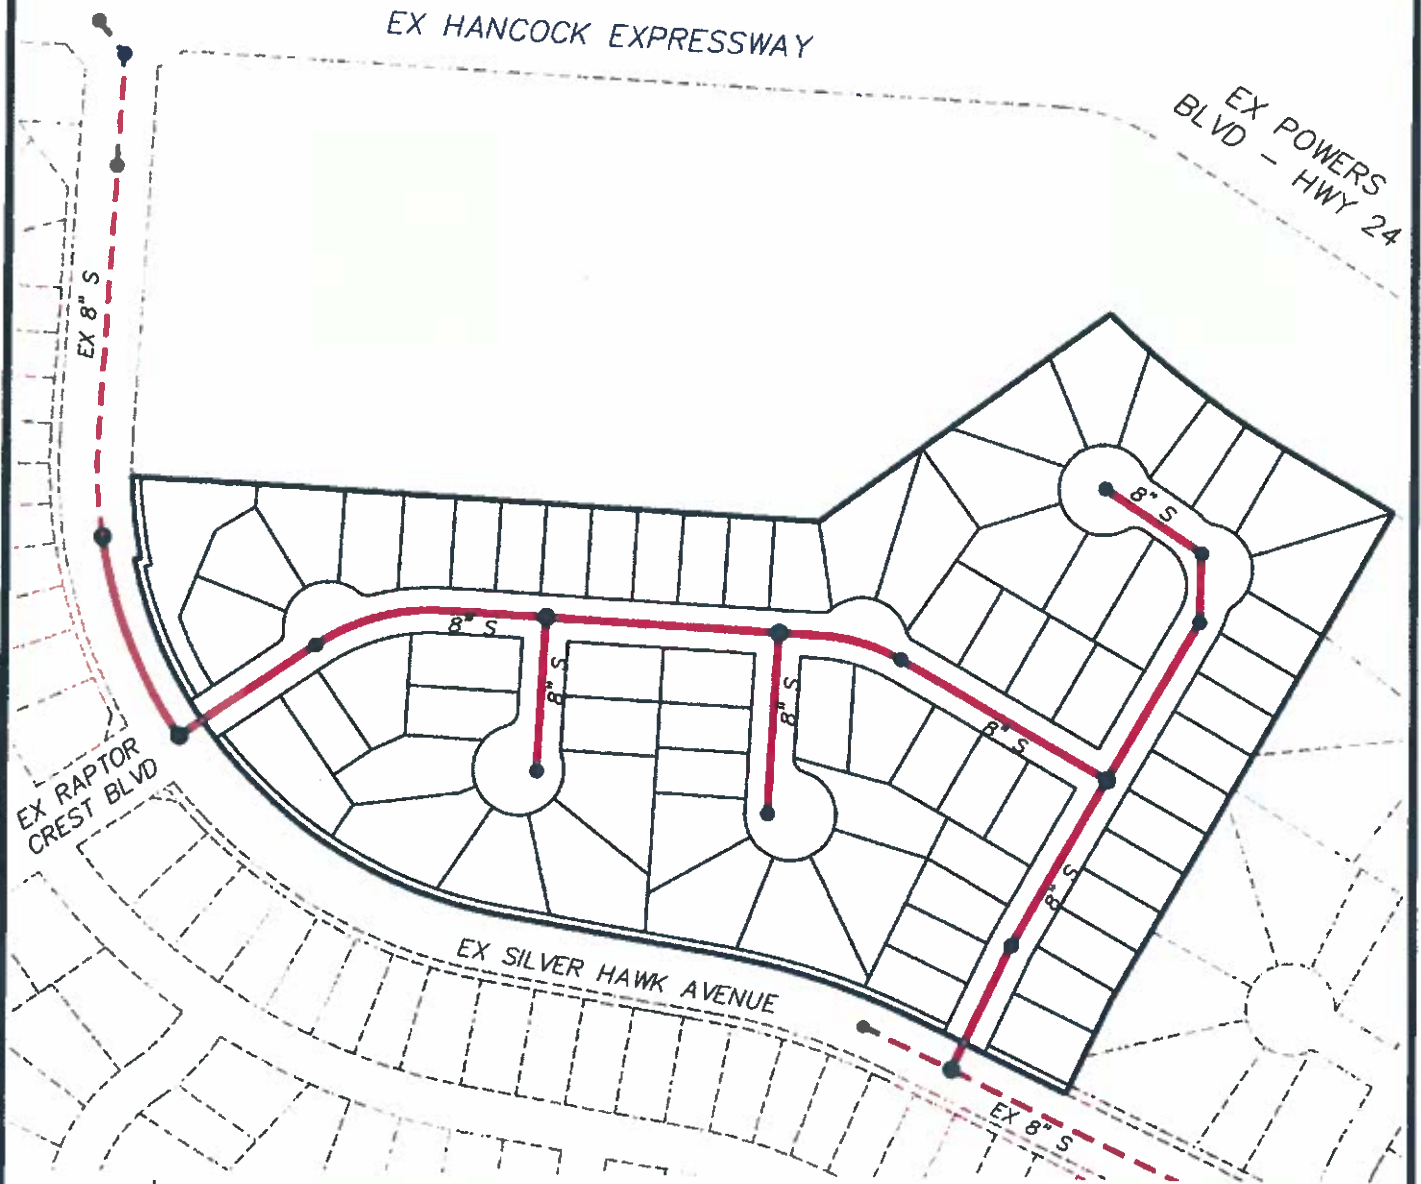 EX HANCOCK EXPRESSWAY
EX POWERS
BLVD - HWY 24
EX 8" S
8" S
8" S
8" S
8" S
8" S
8" S
EX RAPTOR
CREST BLVD
EX SILVER HAWK AVENUE
EX 8" S